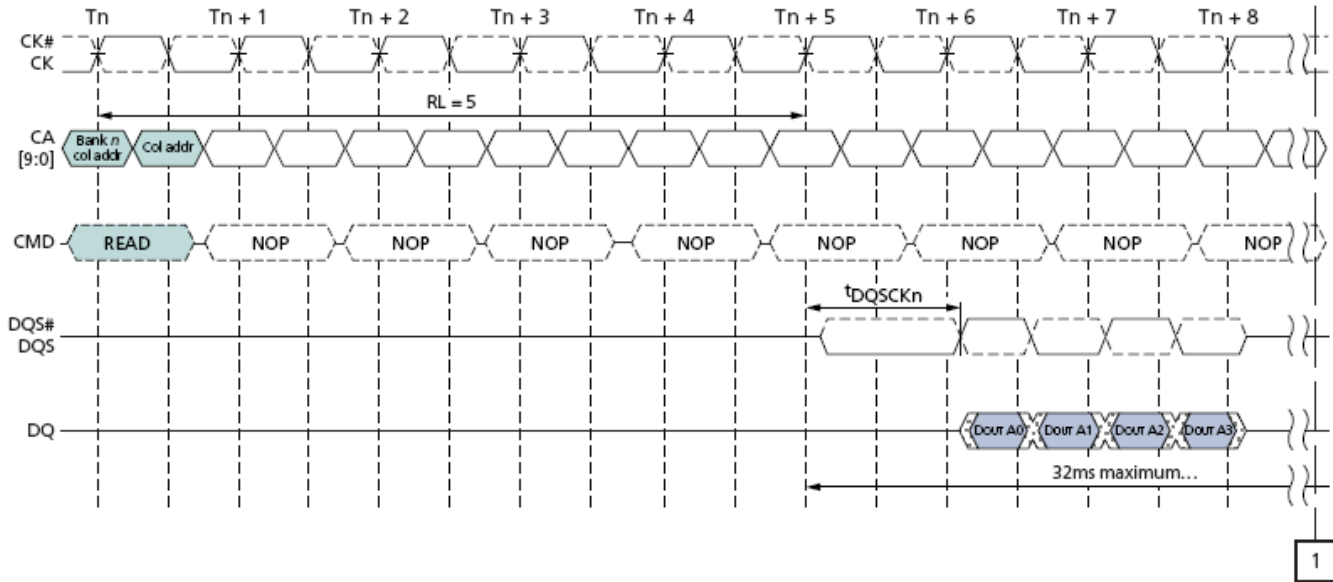 Tn Tn + 1 Tn + 2 Tn + 3 Tn + 4 Tn + 5 Tn + 6 Tn + 7 Tn + 8
CK#
CK
RL = 5
CA
[9:0]
Bank n
col addr
Col addr
CMD READ NOP NOP NOP NOP NOP NOP NOP NOP
tDQSCKn
DQS#
DQS
DQ DOUT A0 DOUT A1 DOUT A2 DOUT A3
32ms maximum…
1